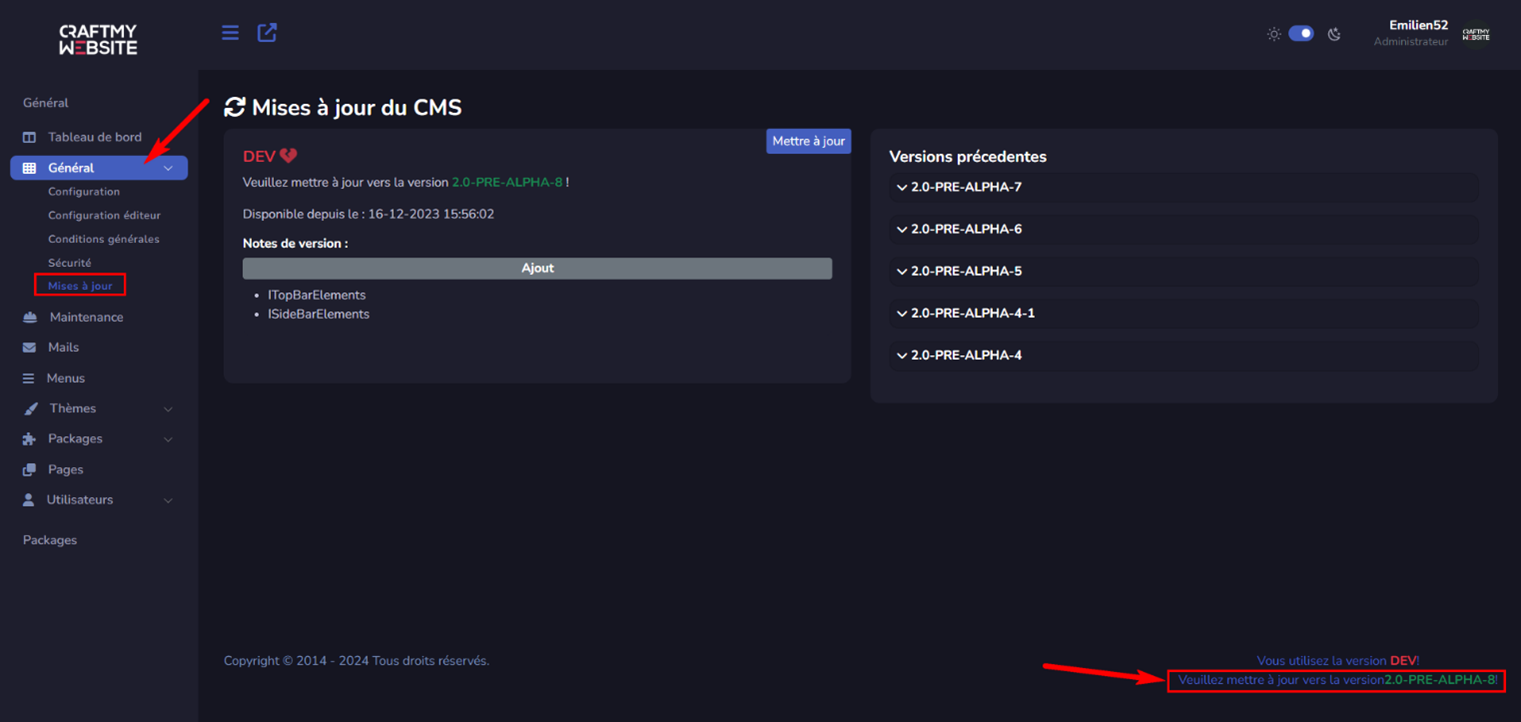 CRAFTMY
WEBSITE
Emilien52
Administrateur
CRAFTMY
WEBSITE
Général
Tableau de bord
Général
Configuration
Configuration éditeur
Conditions générales
Sécurité
Mises à jour
Maintenance
Mails
Menus
Thèmes
Packages
Pages
Utilisateurs
Packages
Mises à jour du CMS
Mettre à jour
DEV
Veuillez mettre à jour vers la version 2.0-PRE-ALPHA-8 !
Disponible depuis le : 16-12-2023 15:56:02
Notes de version :
Ajout
• ITopBarElements
• ISideBarElements
Versions précedentes
2.0-PRE-ALPHA-7
2.0-PRE-ALPHA-6
2.0-PRE-ALPHA-5
2.0-PRE-ALPHA-4-1
2.0-PRE-ALPHA-4
Copyright © 2014 - 2024 Tous droits réservés.
Vous utilisez la version DEV!
Veuillez mettre à jour vers la version2.0-PRE-ALPHA-8!